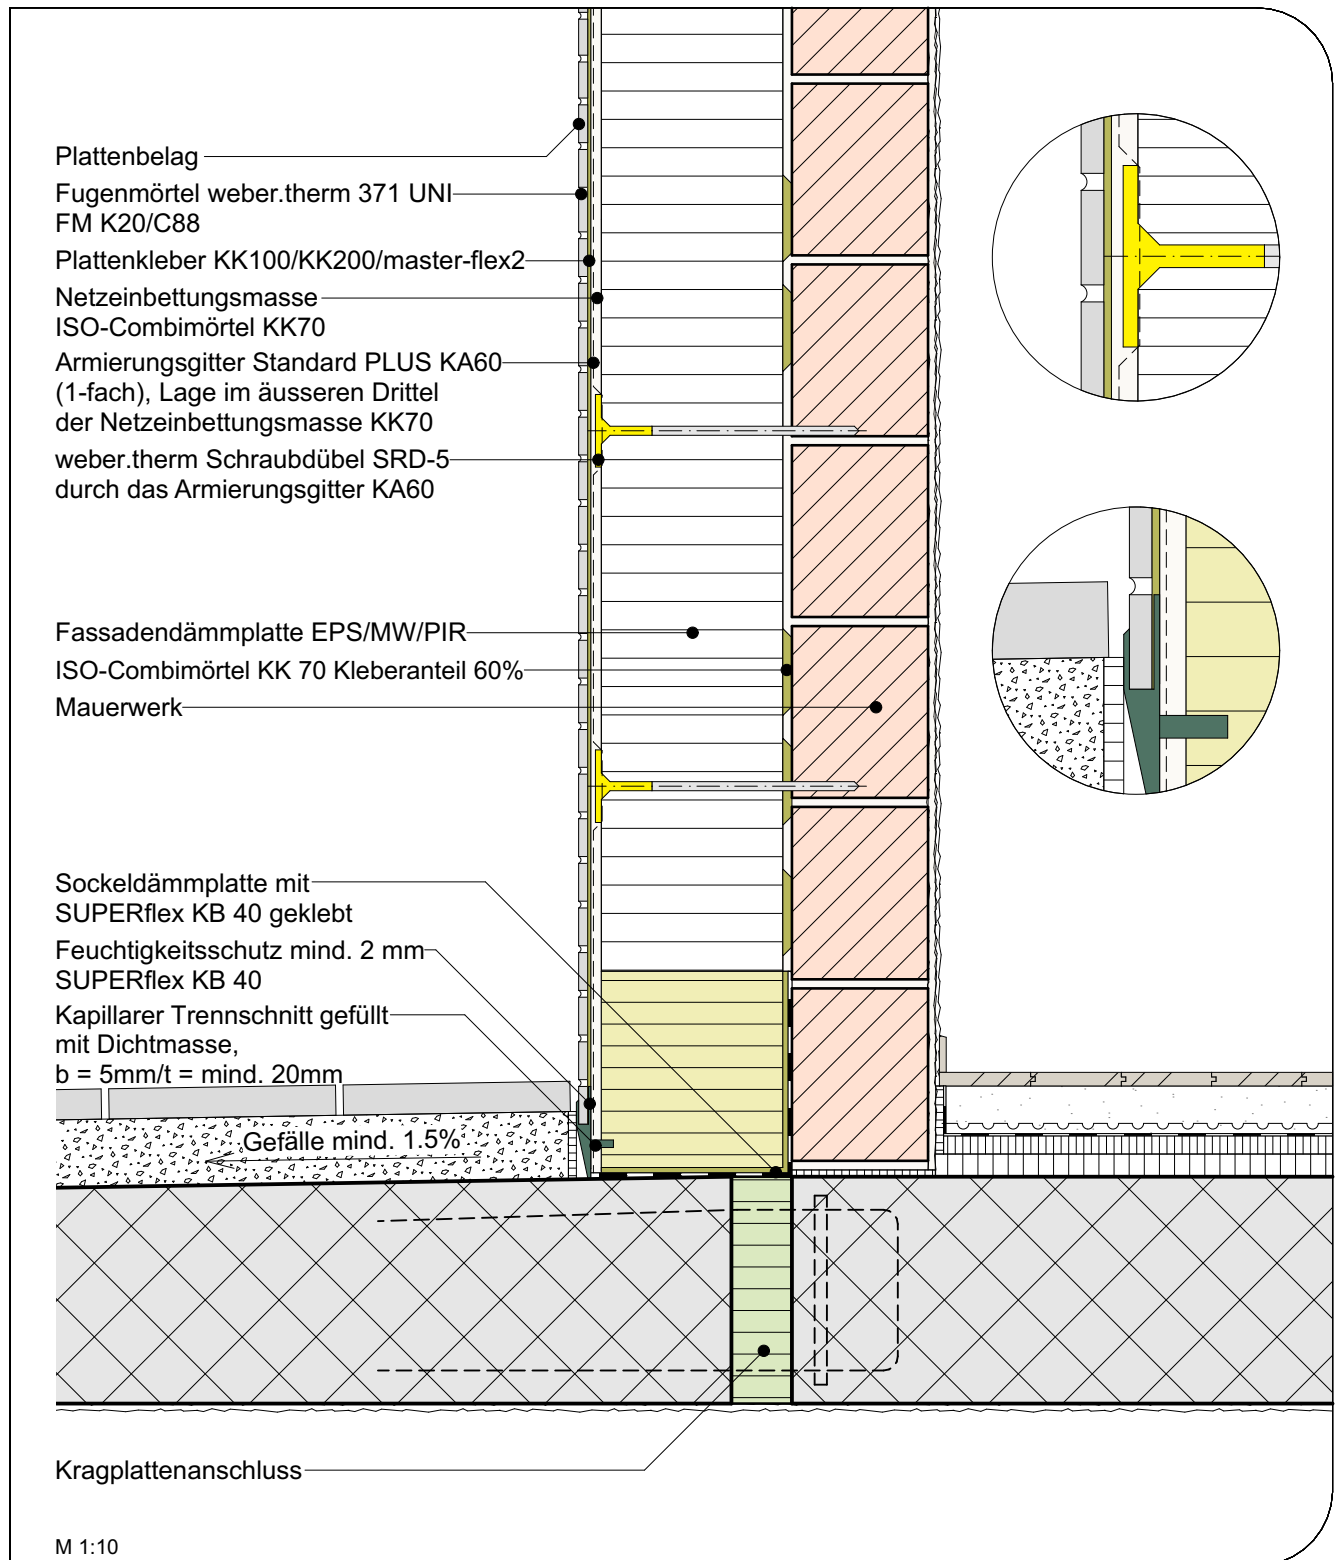 Plattenbelag
Fugenmörtel weber.therm 371 UNI
FM K20/C88
Plattenkleber KK100/KK200/master-flex2
Netzeinbettungsmasse
ISO-Combimörtel KK70
Armierungsgitter Standard PLUS KA60
(1-fach), Lage im äusseren Drittel
der Netzeinbettungsmasse KK70
weber.therm Schraubdübel SRD-5
durch das Armierungsgitter KA60
Fassadendämmplatte EPS/MW/PIR
ISO-Combimörtel KK 70 Kleberanteil 60%
Mauerwerk
Sockeldämmplatte mit
SUPERflex KB 40 geklebt
Feuchtigkeitsschutz mind. 2 mm
SUPERflex KB 40
Kapillarer Trennschnitt gefüllt
mit Dichtmasse,
b = 5mm/t = mind. 20mm
Gefälle mind. 1.5%
Kragplattenanschluss
M 1:10